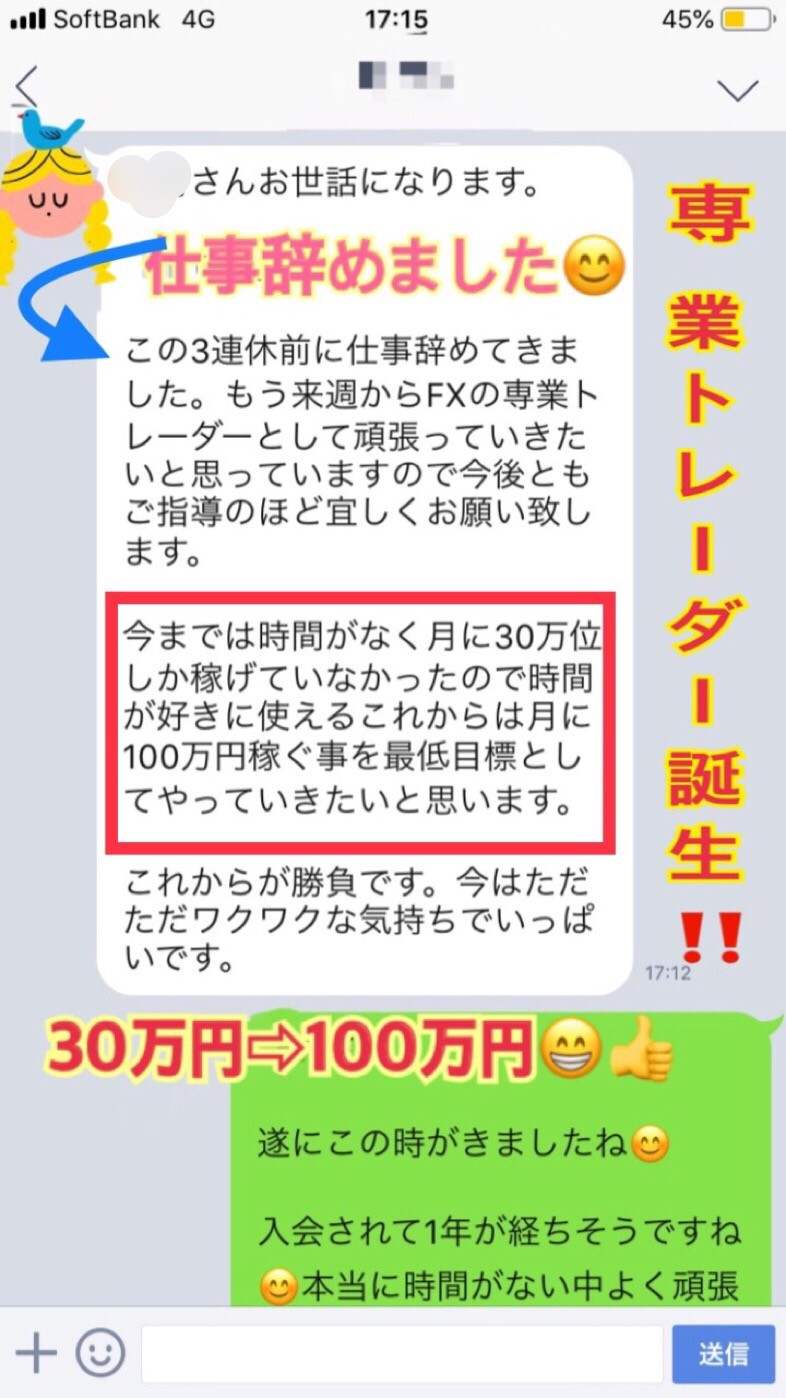 SoftBank 4G 17:15 45%
さんお世話になります。
仕事辞めました😊
この3連休前に仕事辞めてきま
した。もう来週からFXの専業ト
レーダーとして頑張っていきた
いと思っていますので今後とも
ご指導のほど宜しくお願い致し
ます。
今までは時間がなく月に30万位
しか稼げていなかったので時間
が好きに使えるこれからは月に
100万円稼ぐ事を最低目標とし
てやっていきたいと思います。
これからが勝負です。今はただ
ただワクワクな気持ちでいっぱ
いです。
17:12
専業トレーダー誕生‼
30万円⇨100万円😁👍
遂にこの時がきましたね😊
入会されて1年が経ちそうですね
😊本当に時間がない中よく頑張
送信